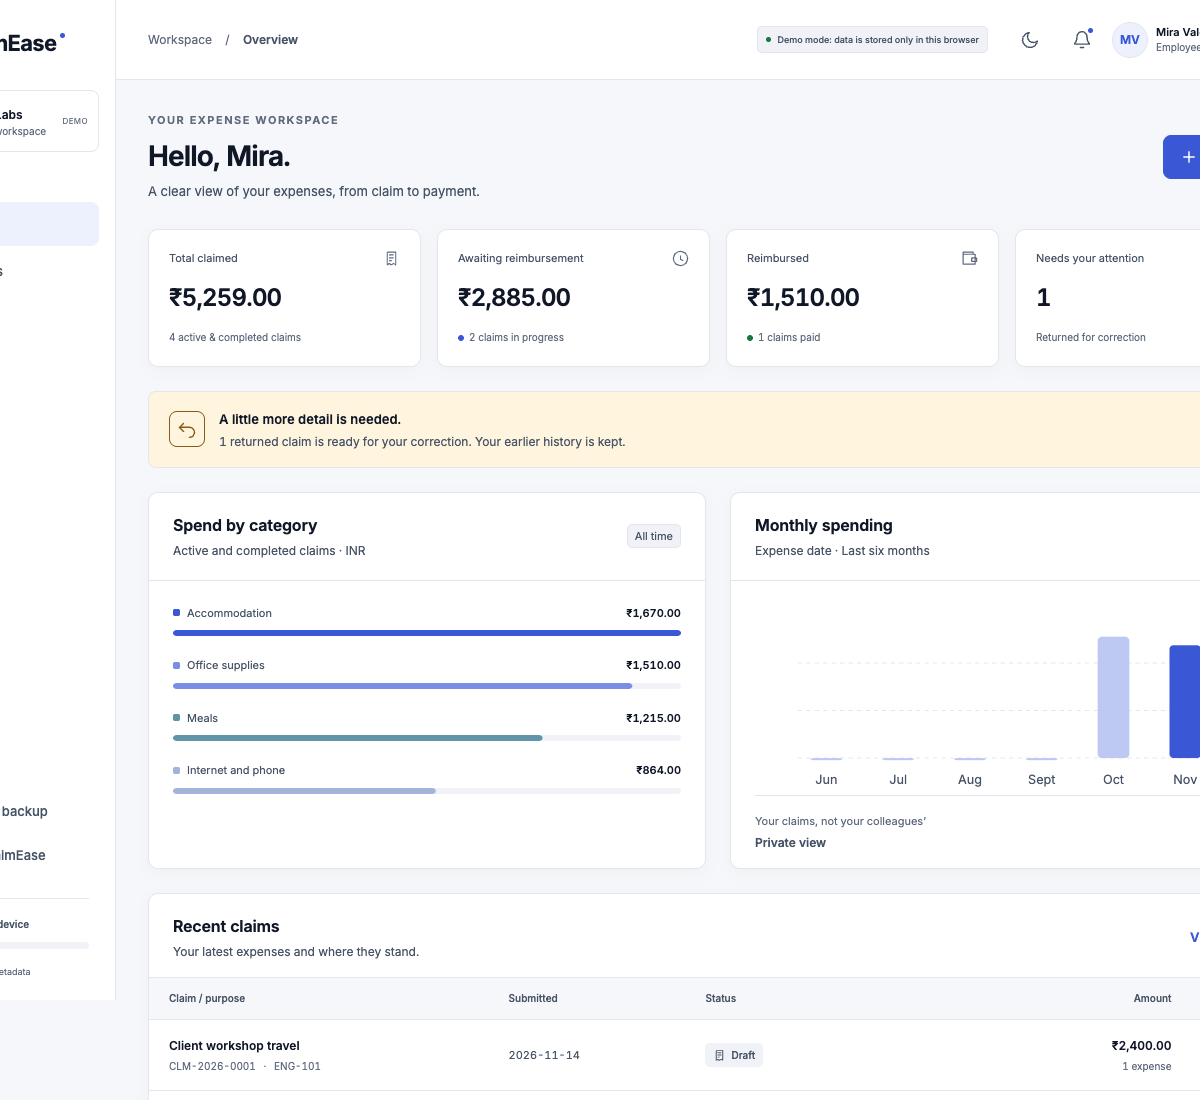 mEase
Labs
workspace
DEMO
s
backup
imEase
device
etadata
Workspace / Overview
Demo mode: data is stored only in this browser
MV
Mira Val
Employee
YOUR EXPENSE WORKSPACE
Hello, Mira.
A clear view of your expenses, from claim to payment.
+
Total claimed
₹5,259.00
4 active & completed claims
Awaiting reimbursement
₹2,885.00
2 claims in progress
Reimbursed
₹1,510.00
1 claims paid
Needs your attention
1
Returned for correction
A little more detail is needed.
1 returned claim is ready for your correction. Your earlier history is kept.
Spend by category
Active and completed claims · INR
All time
Accommodation ₹1,670.00
Office supplies ₹1,510.00
Meals ₹1,215.00
Internet and phone ₹864.00
Monthly spending
Expense date · Last six months
Jun Jul Aug Sept Oct Nov
Your claims, not your colleagues’
Private view
Recent claims
Your latest expenses and where they stand.
V
Claim / purpose Submitted Status Amount
Client workshop travel
CLM-2026-0001 · ENG-101
2026-11-14
Draft
₹2,400.00
1 expense